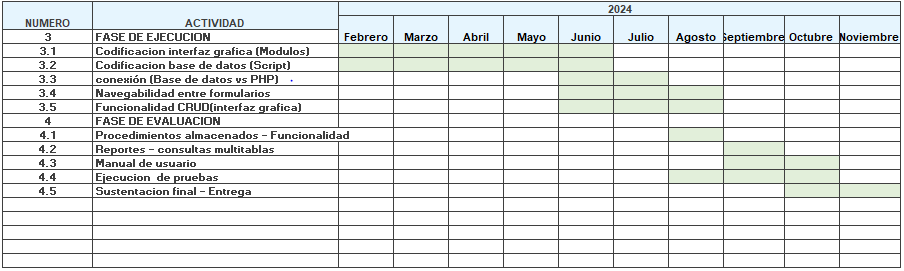 2024
NUMERO ACTIVIDAD
3 FASE DE EJECUCION Febrero Marzo Abril Mayo Junio Julio Agosto Septiembre Octubre Noviembre
3.1 Codificacion interfaz grafica (Modulos)
3.2 Codificacion base de datos (Script)
3.3 conexión (Base de datos vs PHP)
3.4 Navegabilidad entre formularios
3.5 Funcionalidad CRUD(interfaz grafica)
4 FASE DE EVALUACION
4.1 Procedimientos almacenados - Funcionalidad
4.2 Reportes - consultas multitablas
4.3 Manual de usuario
4.4 Ejecucion de pruebas
4.5 Sustentacion final - Entrega